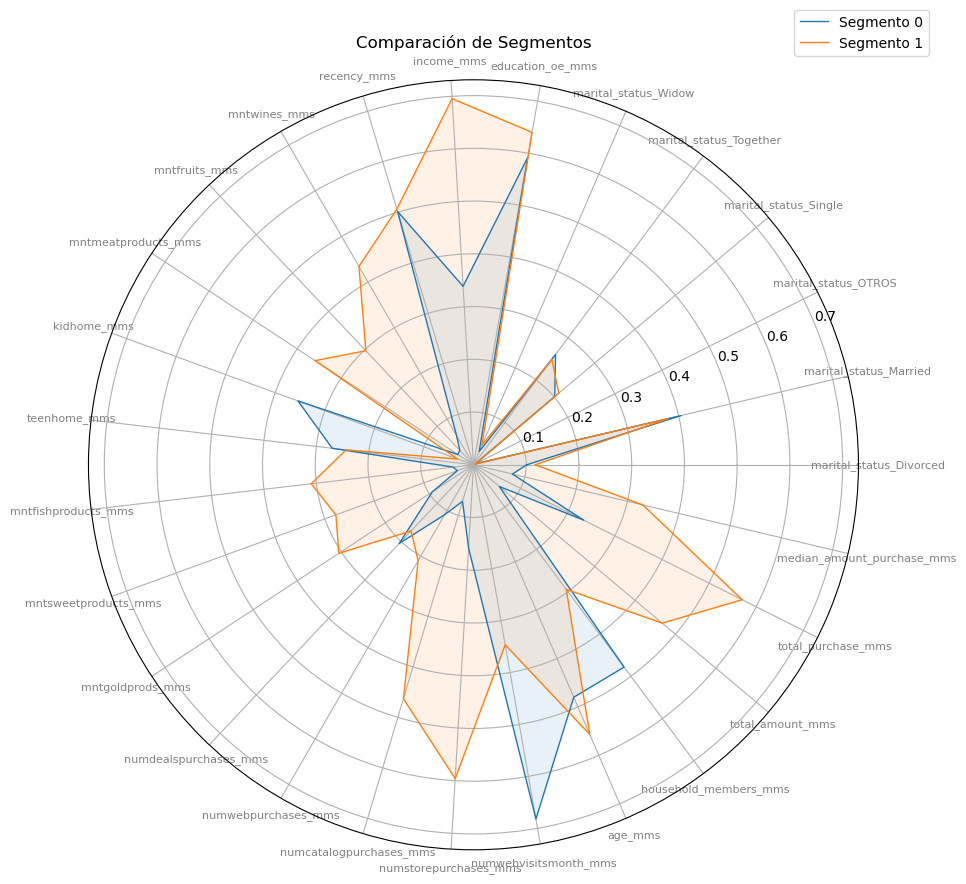 Segmento 0
Segmento 1
Comparación de Segmentos
income_mms
education_oe_mms
recency_mms
marital_status_Widow
mntwines_mms
marital_status_Together
mntfruits_mms
marital_status_Single
mntmeatproducts_mms
marital_status_OTROS
kidhome_mms
0.7
0.6
0.5
marital_status_Married
0.4
0.3
teenhome_mms
0.2
0.1
marital_status_Divorced
mntfishproducts_mms
median_amount_purchase_mms
mntsweetproducts_mms
total_purchase_mms
mntgoldprods_mms
total_amount_mms
numdealspurchases_mms
household_members_mms
numwebpurchases_mms
age_mms
numcatalogpurchases_mms
numwebvisitsmonth_mms
numstorepurchases_mms